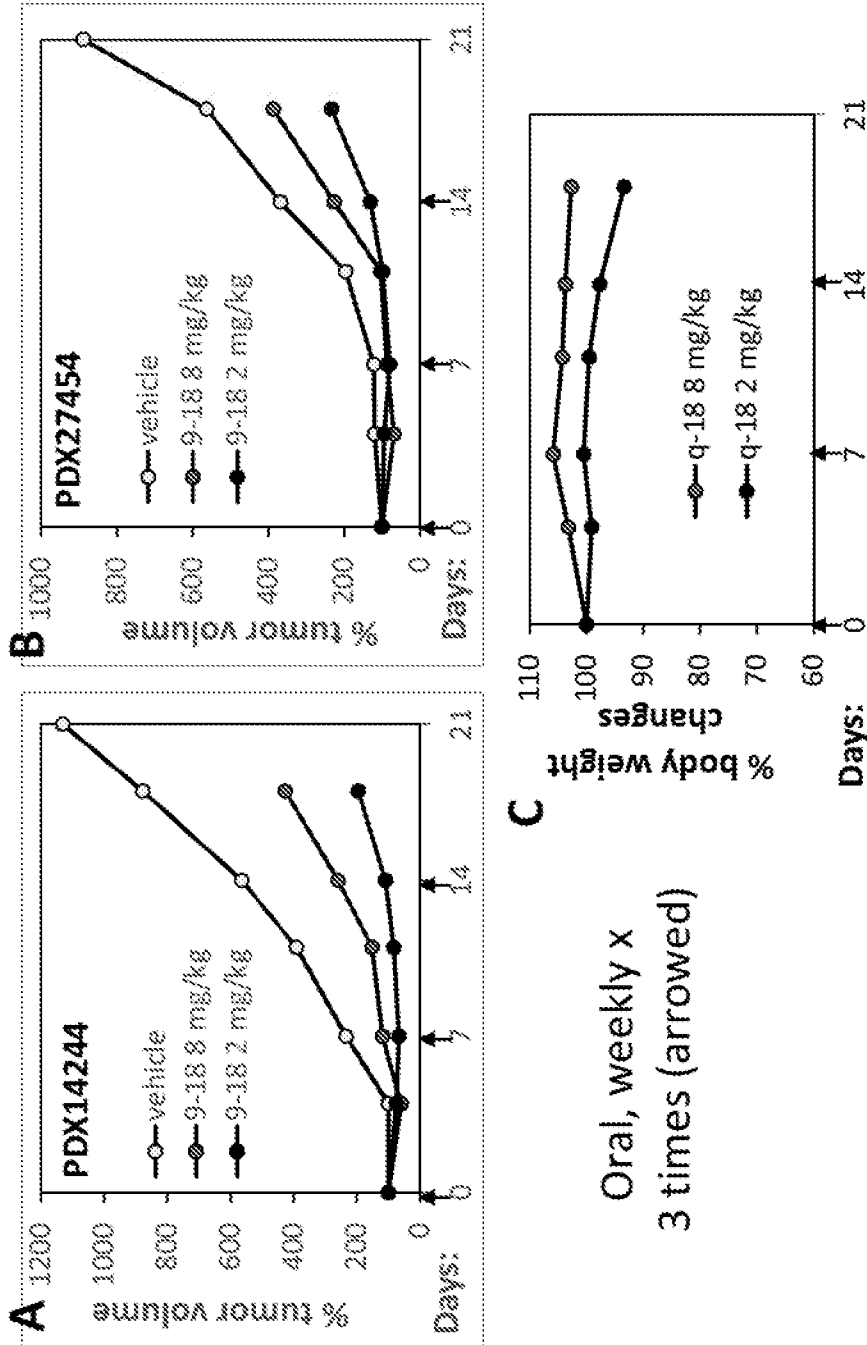 A
PDX14244
% tumor volume
1200
1000
800
600
400
200
0
vehicle
9-18 8 mg/kg
9-18 2 mg/kg
Days:
0
7
14
21
B
PDX27454
% tumor volume
1000
800
600
400
200
0
vehicle
9-18 8 mg/kg
9-18 2 mg/kg
Days:
0
7
14
21
Oral, weekly x
3 times (arrowed)
C
% body weight
changes
110
100
90
80
70
60
q-18 8 mg/kg
q-18 2 mg/kg
Days:
0
7
14
21